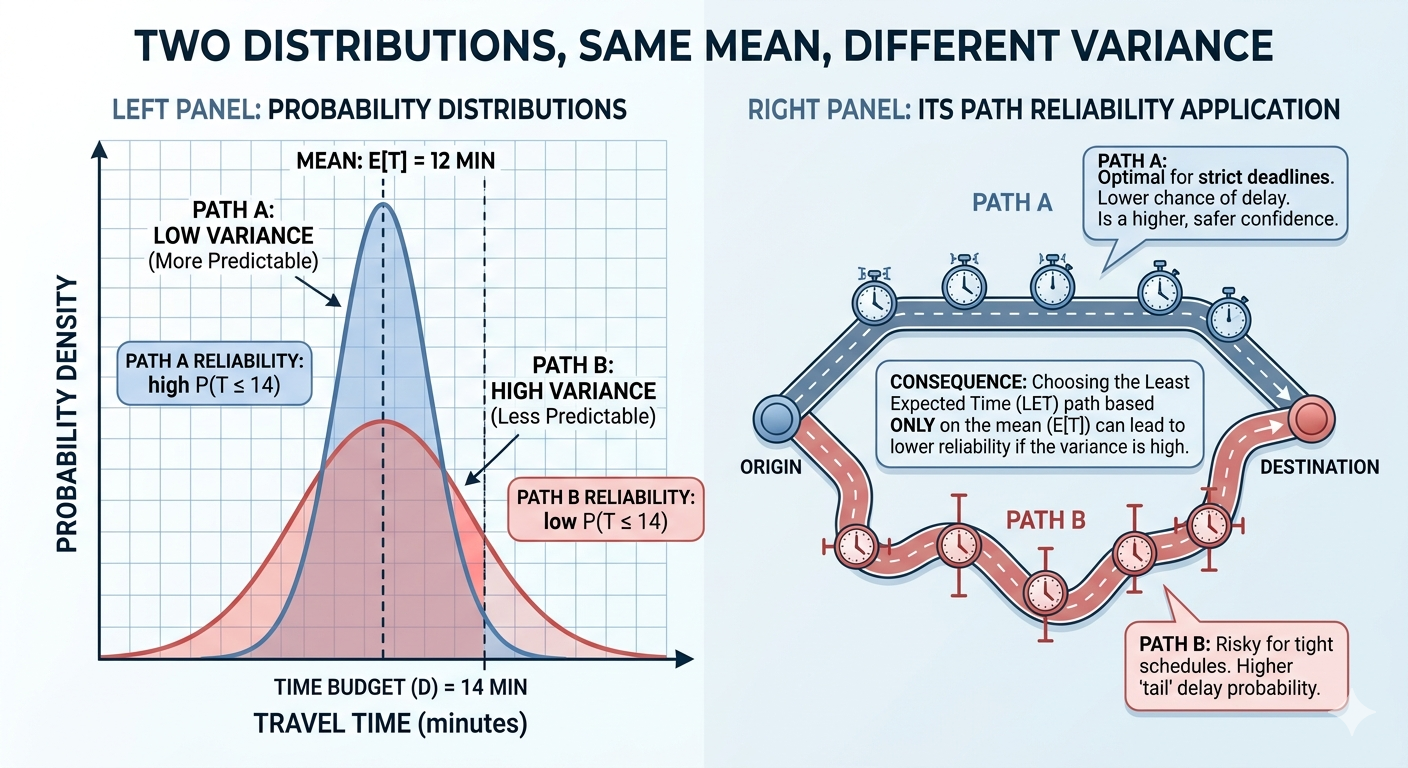 TWO DISTRIBUTIONS, SAME MEAN, DIFFERENT VARIANCE
LEFT PANEL: PROBABILITY DISTRIBUTIONS
MEAN: E[T] = 12 MIN
PATH A:
LOW VARIANCE
(More Predictable)
PATH A RELIABILITY:
high P(T ≤ 14)
PATH B:
HIGH VARIANCE
(Less Predictable)
PATH B RELIABILITY:
low P(T ≤ 14)
PROBABILITY DENSITY
TIME BUDGET (D) = 14 MIN
TRAVEL TIME (minutes)
RIGHT PANEL: ITS PATH RELIABILITY APPLICATION
PATH A
PATH A:
Optimal for strict deadlines.
Lower chance of delay.
Is a higher, safer confidence.
CONSEQUENCE: Choosing the Least
Expected Time (LET) path based
ONLY on the mean (E[T]) can lead to
lower reliability if the variance is high.
ORIGIN
DESTINATION
PATH B
PATH B: Risky for tight
schedules. Higher
'tail' delay probability.